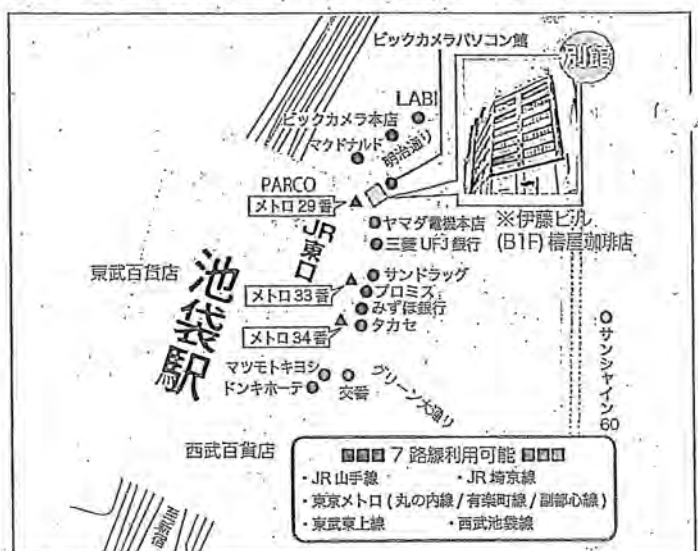 ビックカメラパソコン館
別館
LABI
ビックカメラ本店
マクドナルド
明治通り
PARCO
メトロ29番
JR東口
ヤマダ電機本店
三菱UFJ銀行
※伊藤ビル
(B1F)椿屋珈琲店
東武百貨店
池袋駅
サンドラッグ
メトロ33番
プロミズ
みずほ銀行
メトロ34番
タカセ
サンシャイン60
マツモトキヨシ
ドンキホーテ
交番
グリーン大通り
西武百貨店
7路線利用可能
・JR山手線
・JR埼京線
・東京メトロ(丸の内線/有楽町線/副都心線)
・東武東上線
・西武池袋線